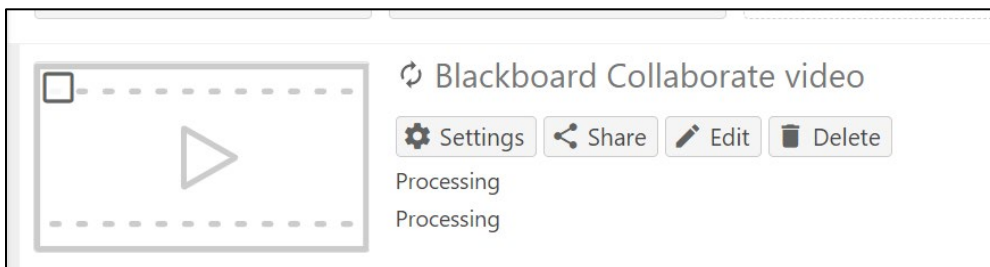 Blackboard Collaborate video
Settings Share Edit Delete
Processing
Processing